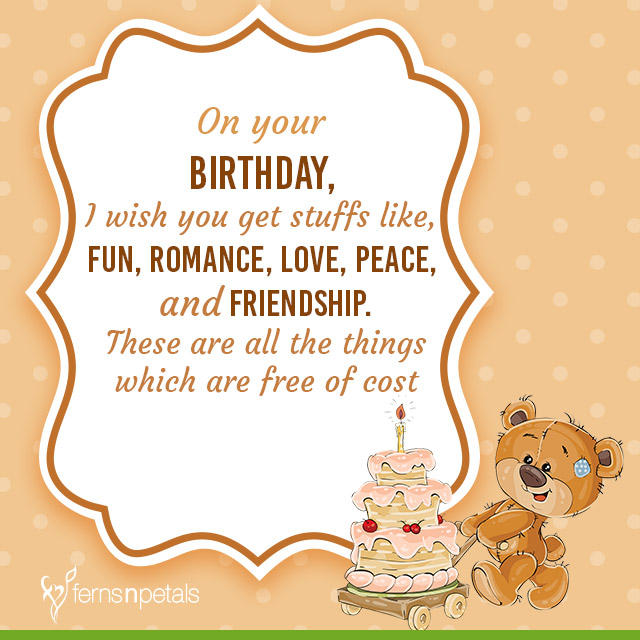 On your
BIRTHDAY,
I wish you get stuffs like,
FUN, ROMANCE, LOVE, PEACE,
and FRIENDSHIP.
These are all the things
which are free of cost
fernsnpetals